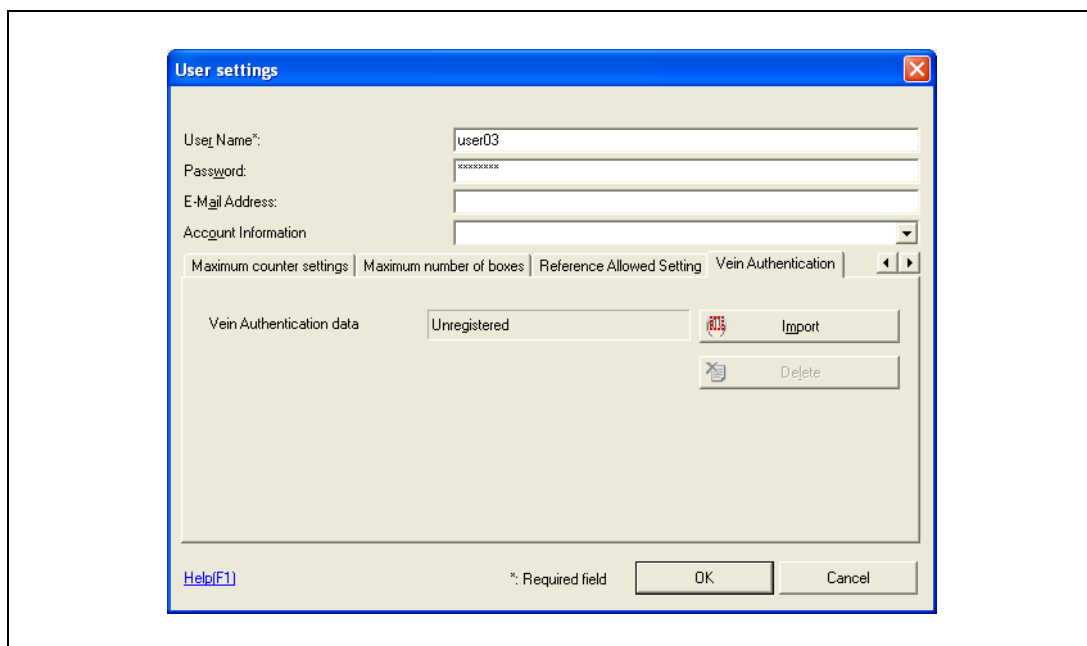 User settings
User Name*: user03
Password: ********
E-Mail Address:
Account Information
Maximum counter settings Maximum number of boxes Reference Allowed Setting Vein Authentication
Vein Authentication data Unregistered Import
Delete
Help(F1) *: Required field OK Cancel